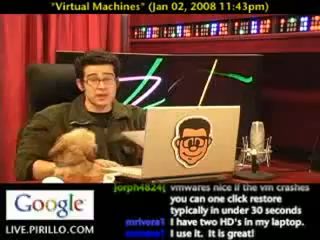 "Virtual Machines" (Jan 02, 2008 11:43pm)
jorph4824( vmwares nice if the vm crashes
you can one click restore
typically in under 30 seconds
mrivera1 I have two HD's in my laptop.
I use it. It is great!
Google
LIVE.PIRILLO.COM